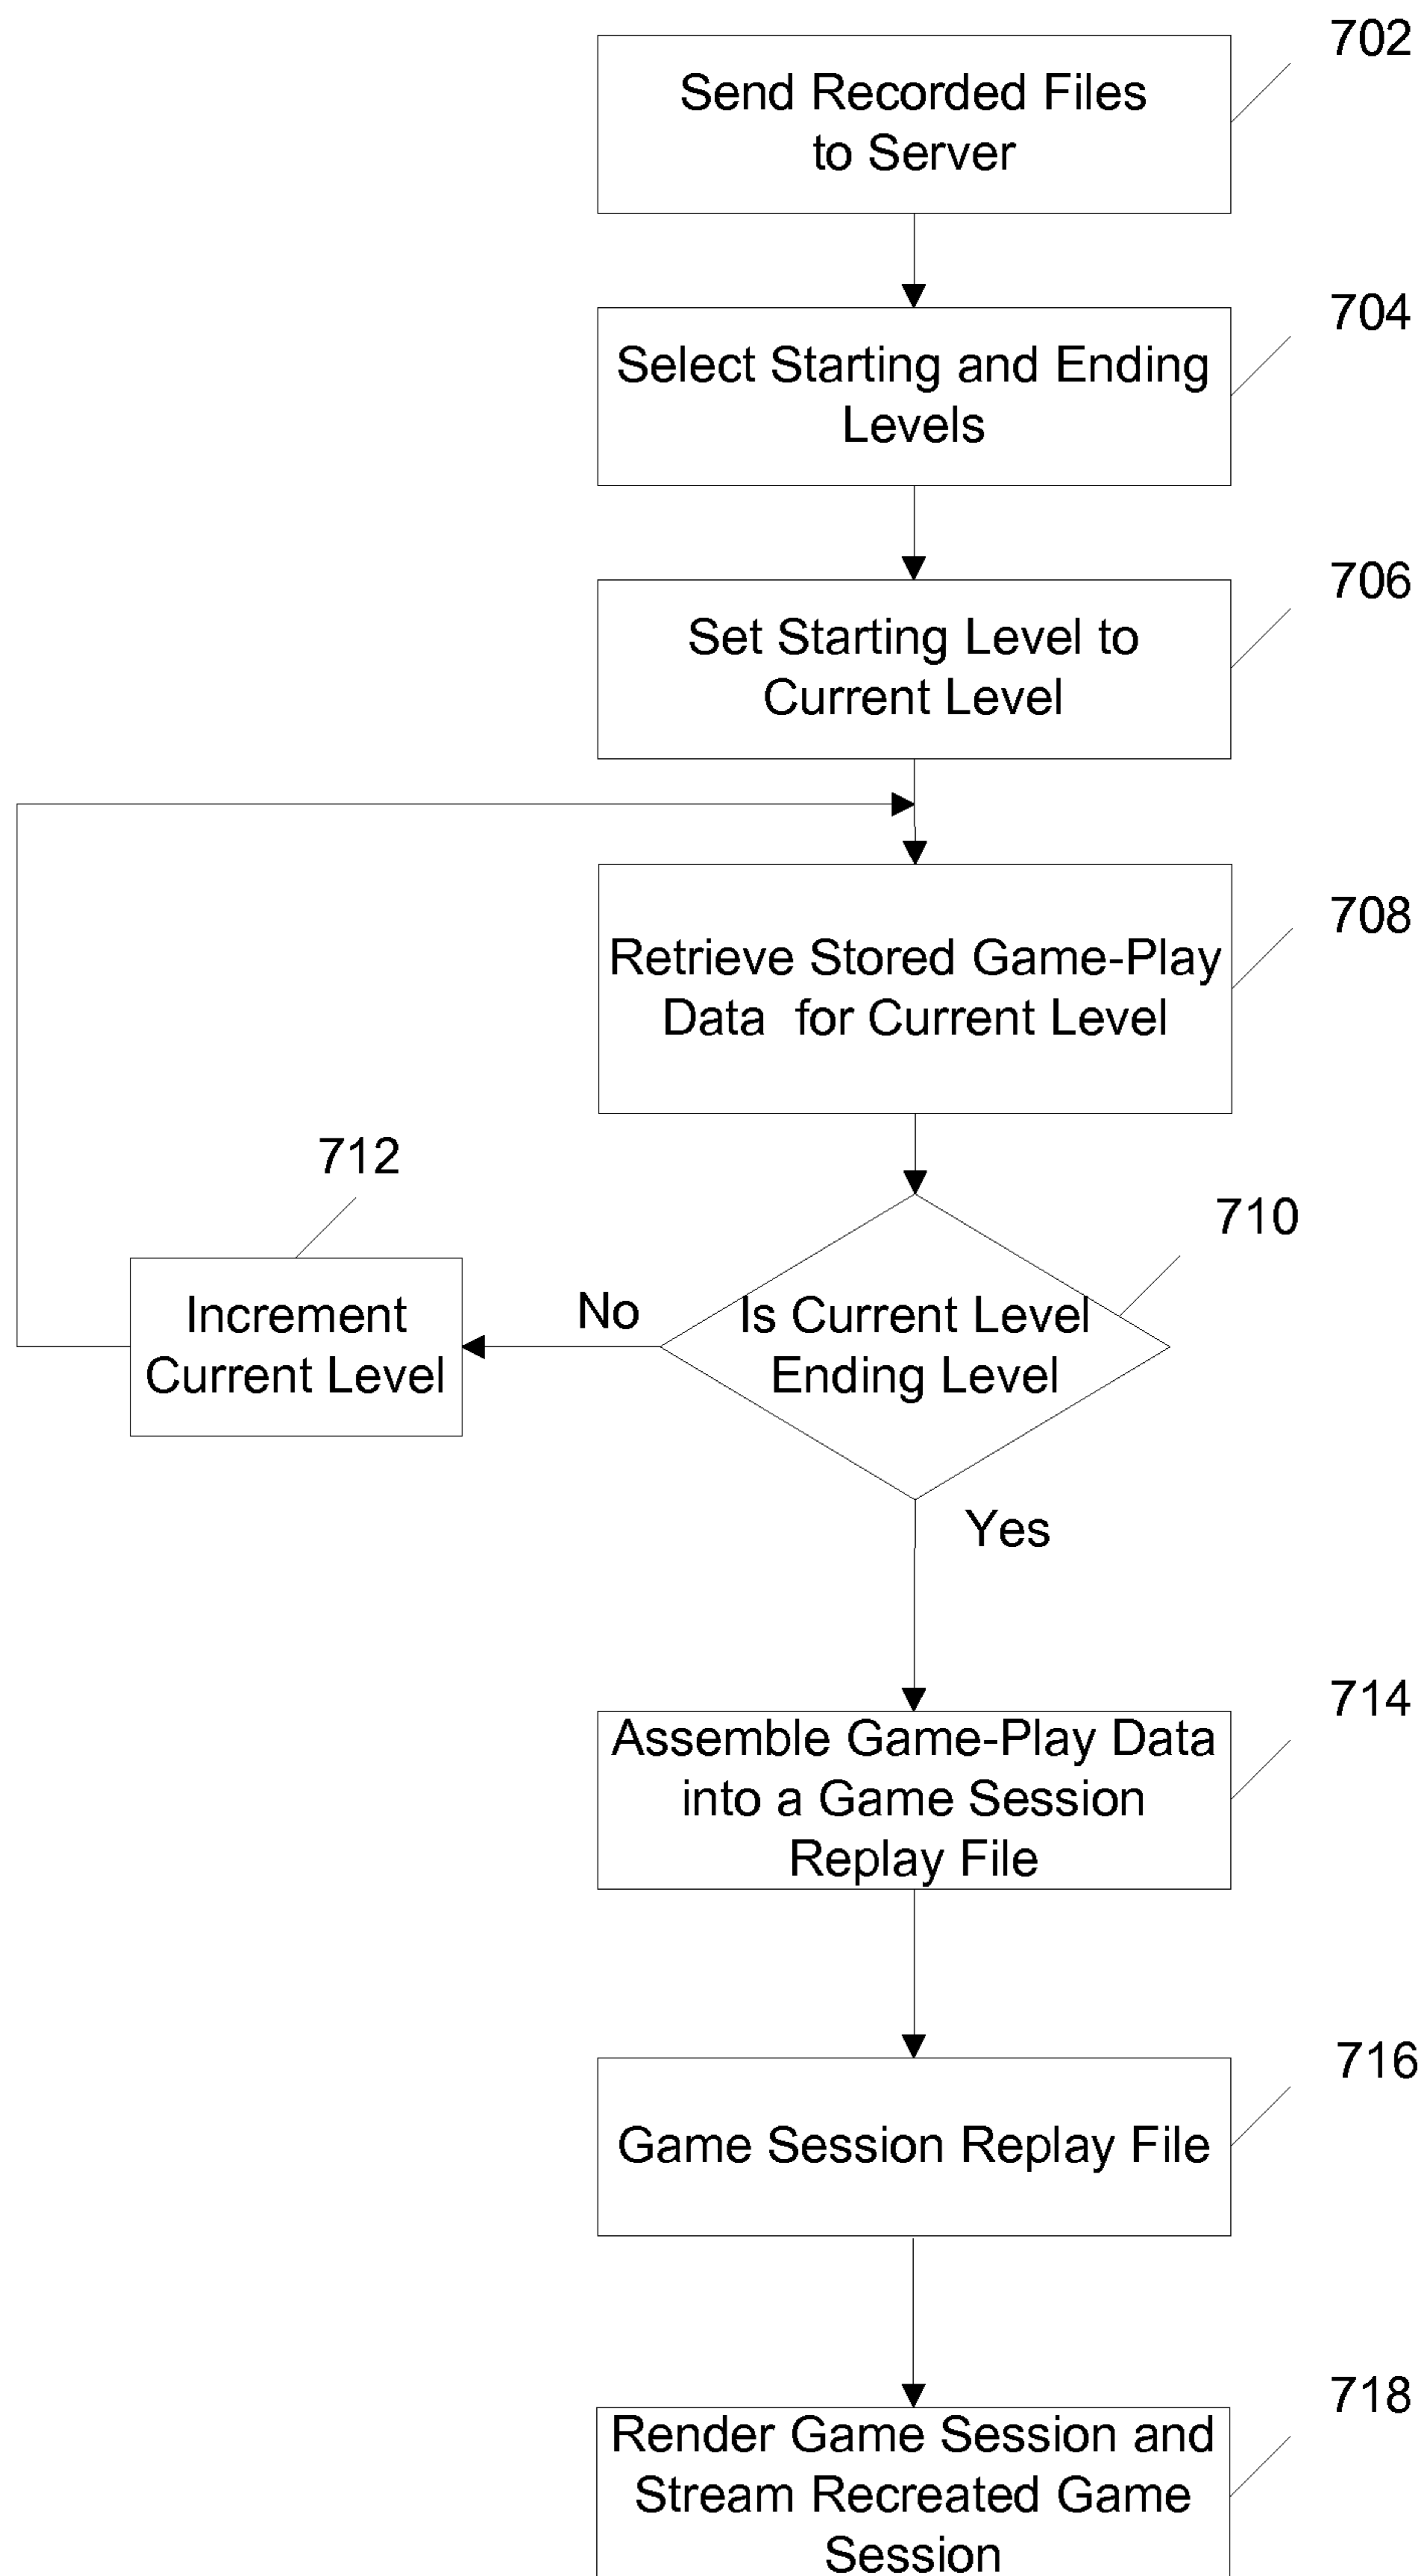 702
Send Recorded Files
to Server
704
Select Starting and Ending
Levels
706
Set Starting Level to
Current Level
708
Retrieve Stored Game-Play
Data for Current Level
712
710
Increment
Current Level
No
Is Current Level
Ending Level
Yes
714
Assemble Game-Play Data
into a Game Session
Replay File
716
Game Session Replay File
718
Render Game Session and
Stream Recreated Game
Session